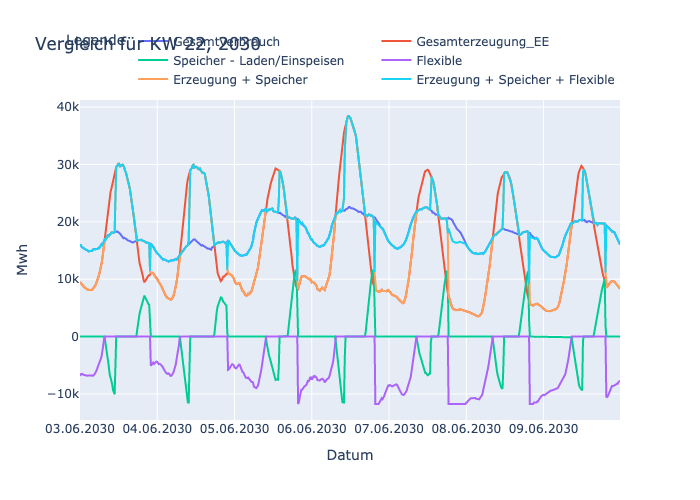 Vergleich für KW 22, 2030
Legende
Gesamtverbrauch
Gesamterzeugung_EE
Speicher - Laden/Einspeisen
Flexible
Erzeugung + Speicher
Erzeugung + Speicher + Flexible
40k
30k
20k
10k
0
−10k
Mwh
03.06.2030 04.06.2030 05.06.2030 06.06.2030 07.06.2030 08.06.2030 09.06.2030
Datum